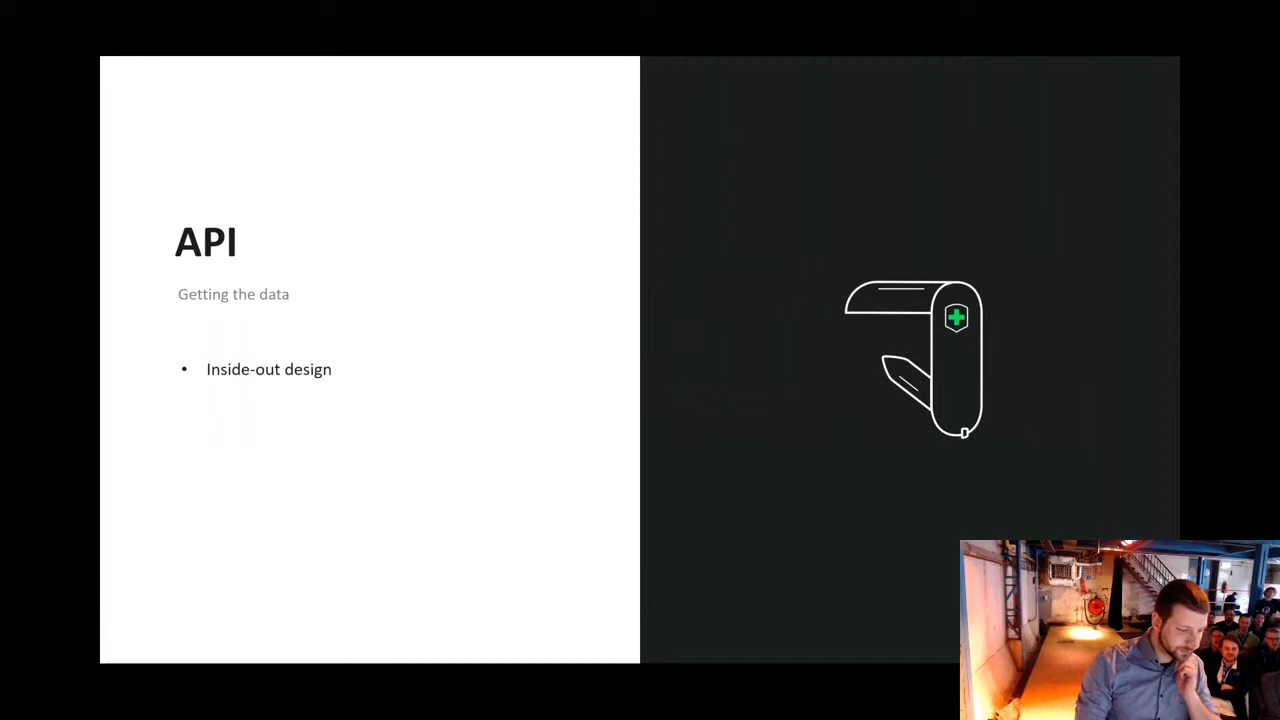 API
Getting the data
• Inside-out design